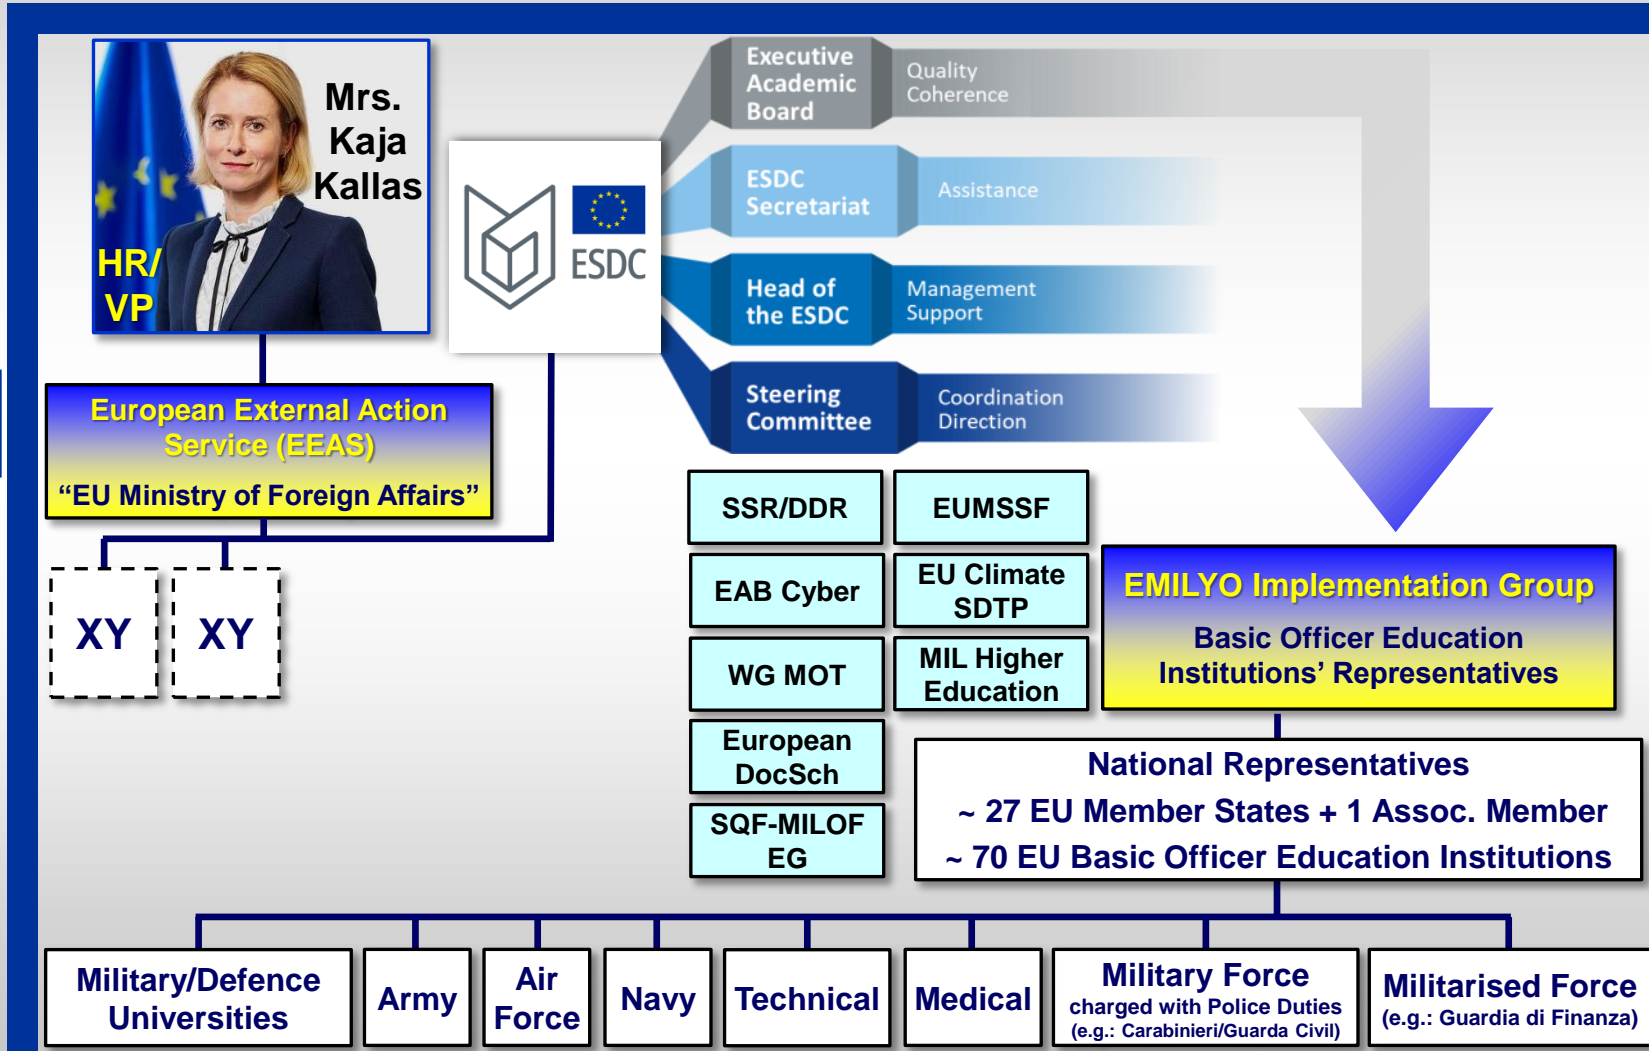 Mrs.
Kaja
Kallas
HR/
VP
ESDC
Executive
Academic
Board
Quality
Coherence
ESDC
Secretariat
Assistance
Head of
the ESDC
Management
Support
Steering
Committee
Coordination
Direction
European External Action
Service (EEAS)
“EU Ministry of Foreign Affairs”
XY
XY
SSR/DDR
EUMSSF
EAB Cyber
EU Climate
SDTP
WG MOT
MIL Higher
Education
European
DocSch
SQF-MILOF
EG
EMILYO Implementation Group
Basic Officer Education
Institutions’ Representatives
National Representatives
~ 27 EU Member States + 1 Assoc. Member
~ 70 EU Basic Officer Education Institutions
Military/Defence
Universities
Army
Air
Force
Navy
Technical
Medical
Military Force
charged with Police Duties
(e.g.: Carabinieri/Guarda Civil)
Militarised Force
(e.g.: Guardia di Finanza)